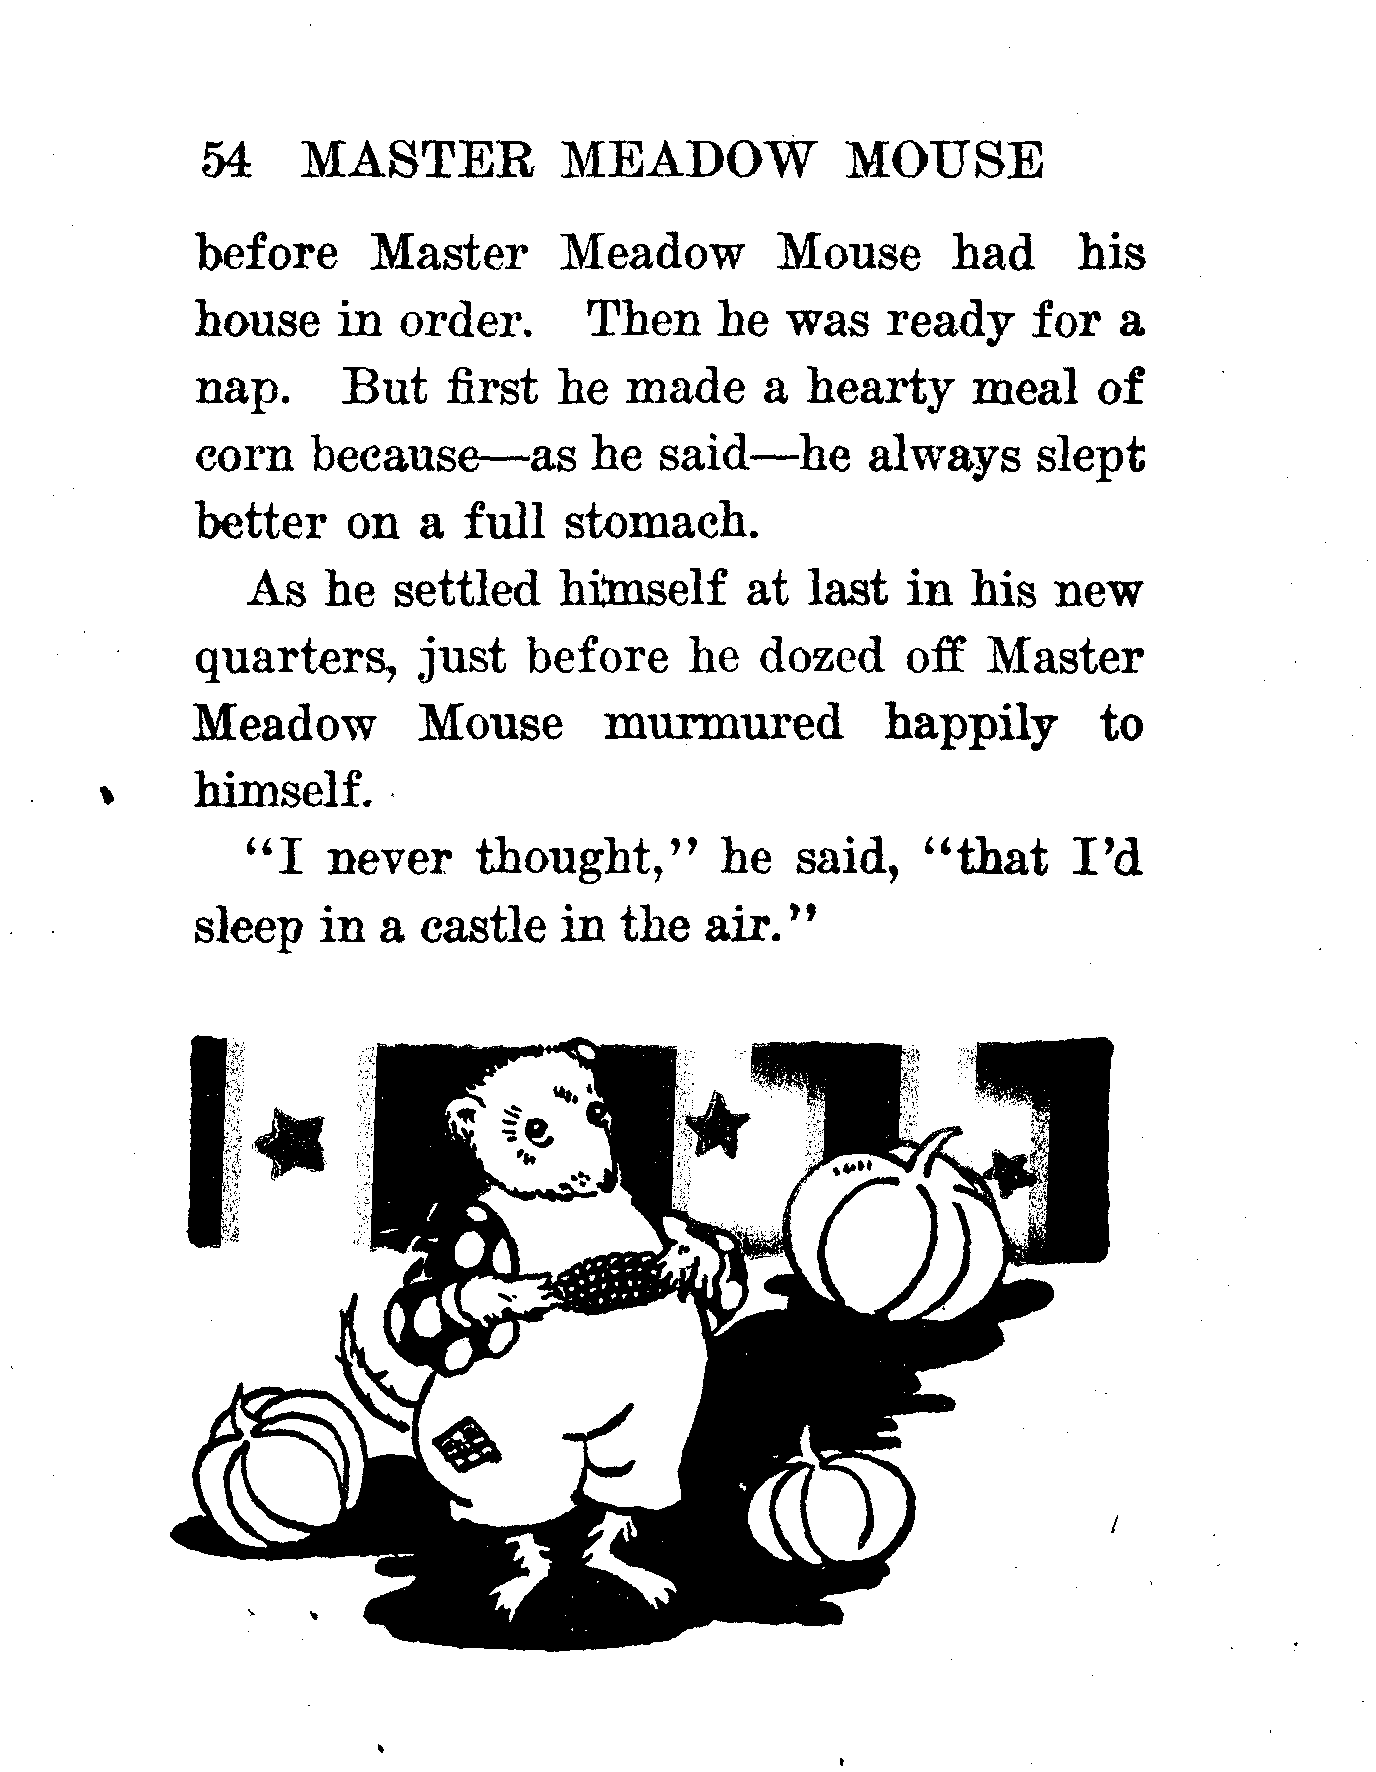 54 MASTER MEADOW MOUSE
before Master Meadow Mouse had his
house in order. Then he was ready for a
nap. But first he made a hearty meal of
corn because—as he said—he always slept
better on a full stomach.
As he settled himself at last in his new
quarters, just before he dozed off Master
Meadow Mouse murmured happily to
himself.
“I never thought,” he said, “that I’d
sleep in a castle in the air.”